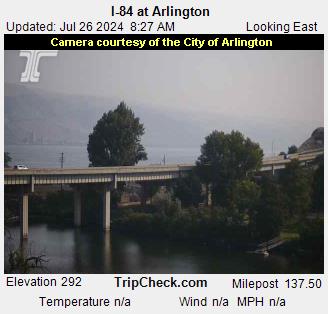 I-84 at Arlington
Updated: Jul 26 2024 8:27 AM Looking East
Camera courtesy of the City of Arlington
Elevation 292 TripCheck.com Milepost 137.50
Temperature n/a Wind n/a MPH n/a